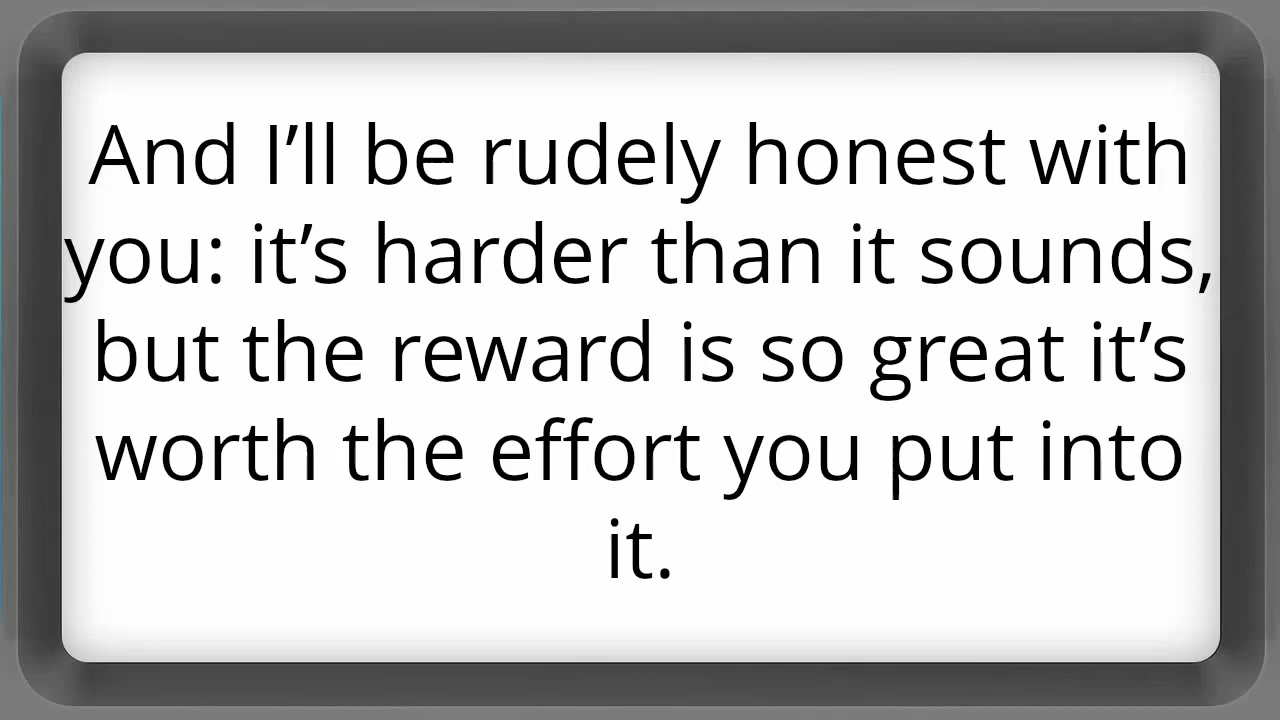 And I’ll be rudely honest with
you: it’s harder than it sounds,
but the reward is so great it’s
worth the effort you put into
it.